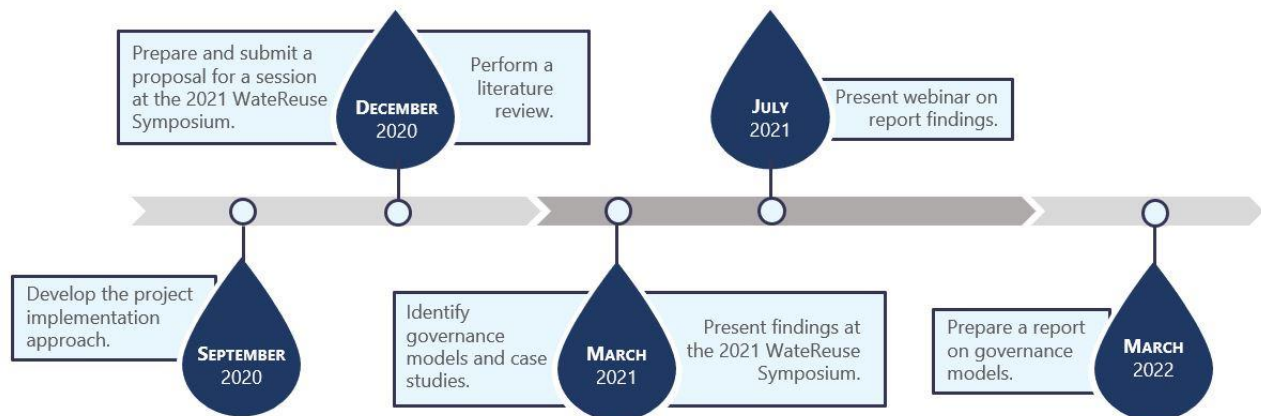 Prepare and submit a
proposal for a session
at the 2021 WateReuse
Symposium.
DECEMBER
2020
Perform a
literature
review.
JULY
2021
Present webinar on
report findings.
Develop the project
implementation
approach.
SEPTEMBER
2020
Identify
governance
models and case
studies.
MARCH
2021
Present findings at
the 2021 WateReuse
Symposium.
Prepare a report
on governance
models.
MARCH
2022